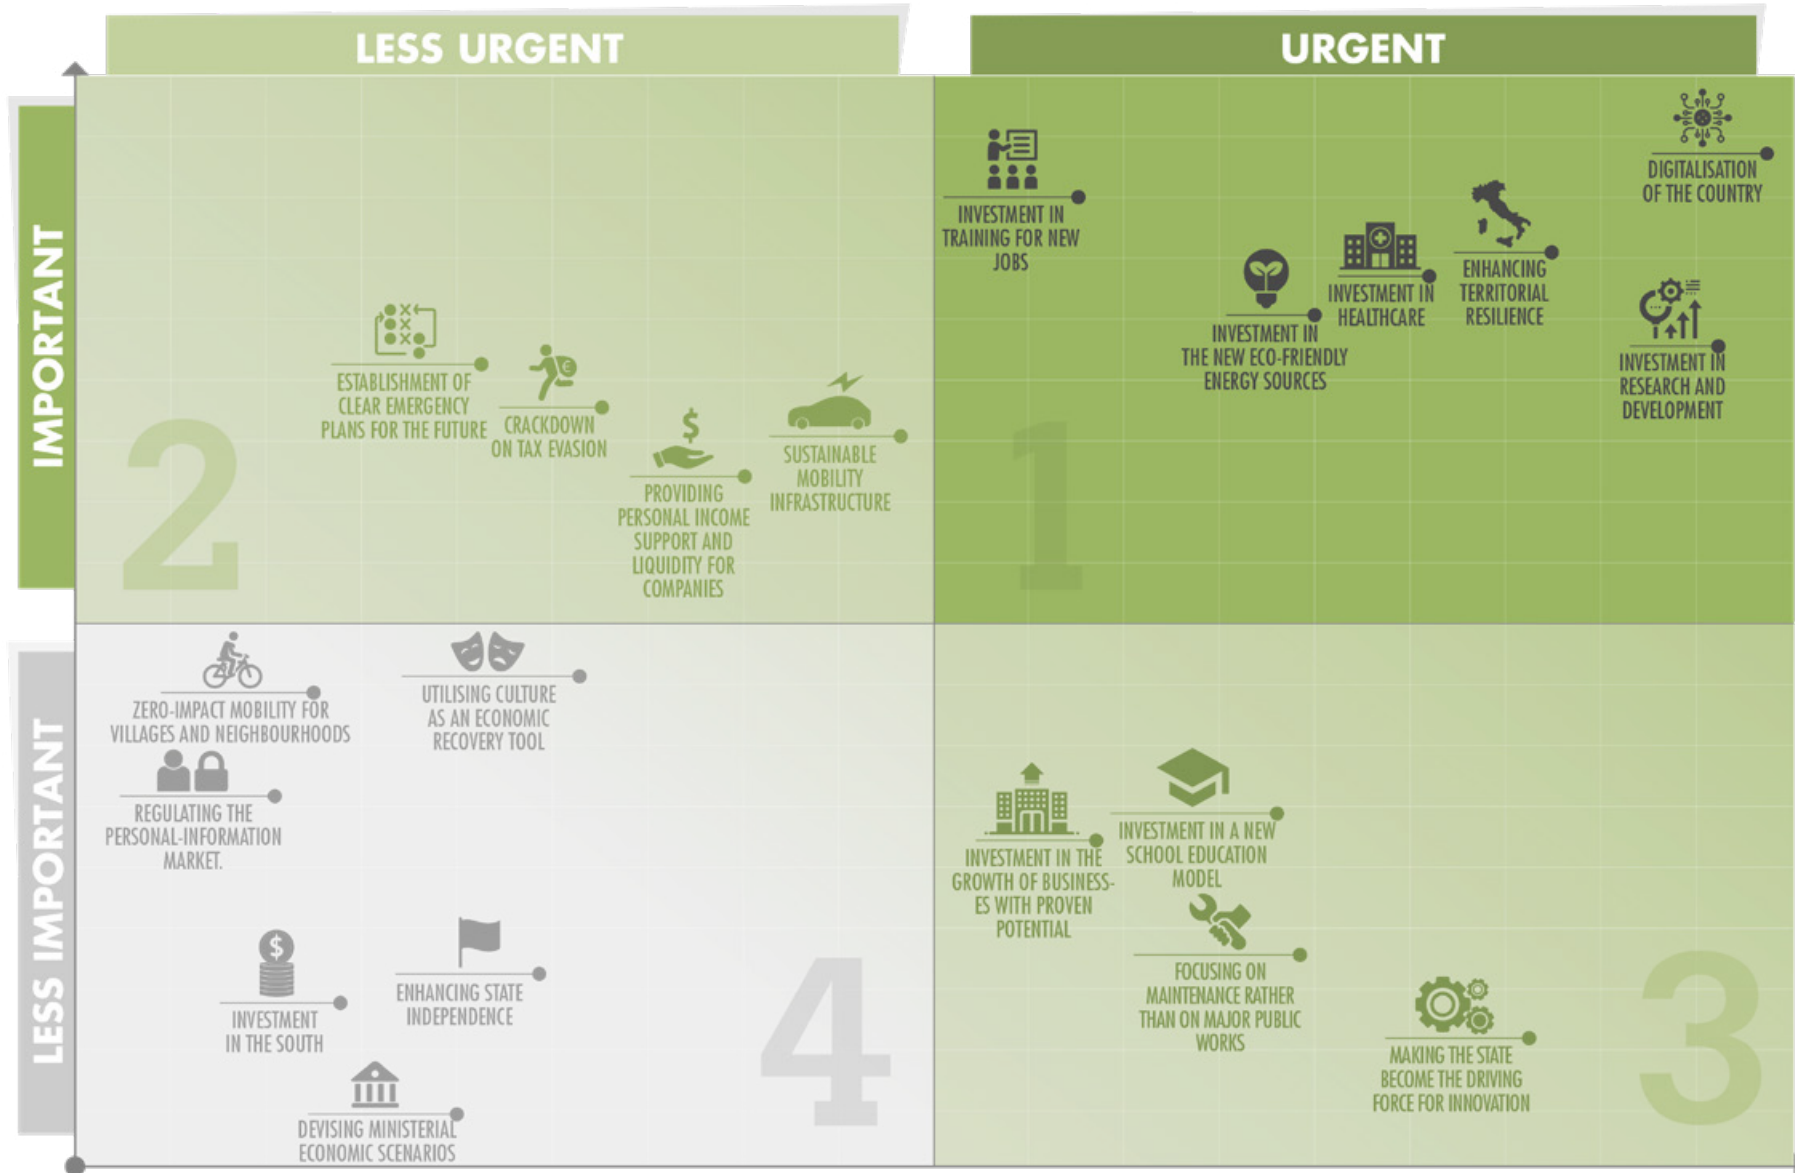 LESS URGENT
URGENT
IMPORTANT
LESS IMPORTANT
2
ESTABLISHMENT OF
CLEAR EMERGENCY
PLANS FOR THE FUTURE
€
CRACKDOWN
ON TAX EVASION
$
PROVIDING
PERSONAL INCOME
SUPPORT AND
LIQUIDITY FOR
COMPANIES
SUSTAINABLE
MOBILITY
INFRASTRUCTURE
1
INVESTMENT IN
TRAINING FOR NEW
JOBS
INVESTMENT IN
THE NEW ECO-FRIENDLY
ENERGY SOURCES
INVESTMENT IN
HEALTHCARE
ENHANCING
TERRITORIAL
RESILIENCE
DIGITALISATION
OF THE COUNTRY
INVESTMENT IN
RESEARCH AND
DEVELOPMENT
ZERO-IMPACT MOBILITY FOR
VILLAGES AND NEIGHBOURHOODS
UTILISING CULTURE
AS AN ECONOMIC
RECOVERY TOOL
REGULATING THE
PERSONAL-INFORMATION
MARKET.
$
INVESTMENT
IN THE SOUTH
ENHANCING STATE
INDEPENDENCE
DEVISING MINISTERIAL
ECONOMIC SCENARIOS
4
INVESTMENT IN THE
GROWTH OF BUSINESS-
ES WITH PROVEN
POTENTIAL
INVESTMENT IN A NEW
SCHOOL EDUCATION
MODEL
FOCUSING ON
MAINTENANCE RATHER
THAN ON MAJOR PUBLIC
WORKS
MAKING THE STATE
BECOME THE DRIVING
FORCE FOR INNOVATION
3